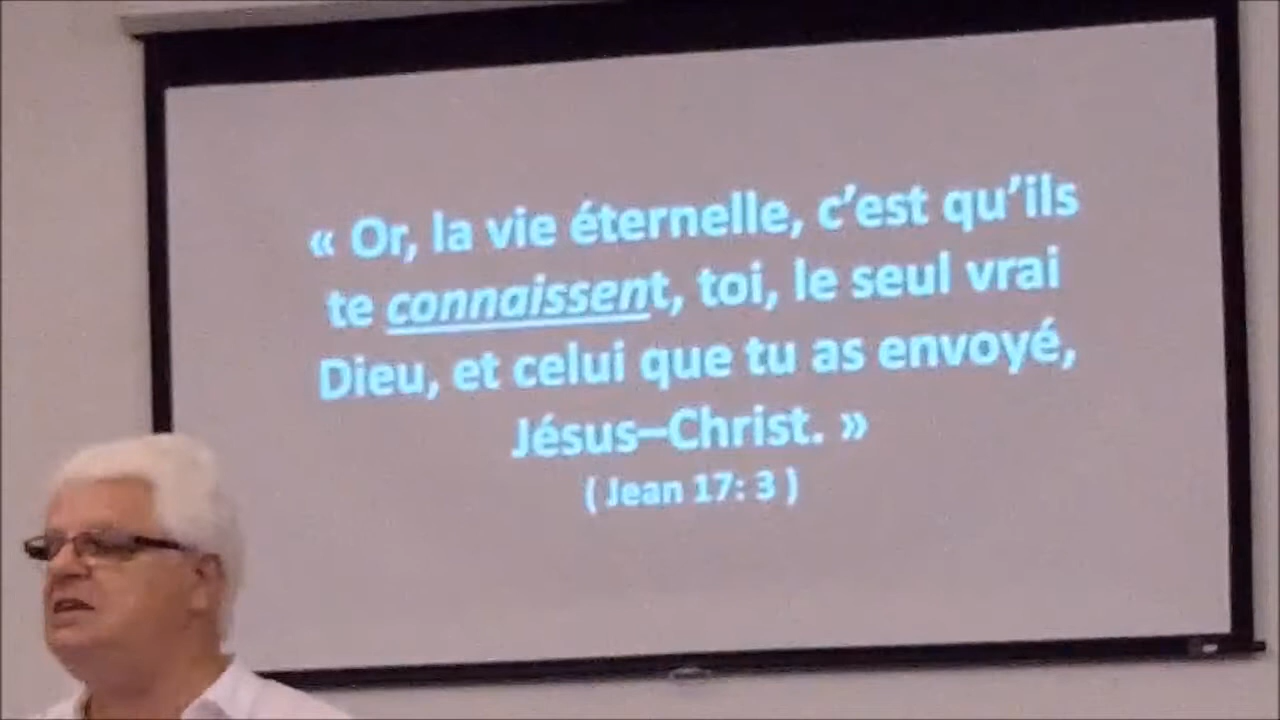 « Or, la vie éternelle, c’est qu’ils
te connaissent, toi, le seul vrai
Dieu, et celui que tu as envoyé,
Jésus–Christ. »
( Jean 17: 3 )